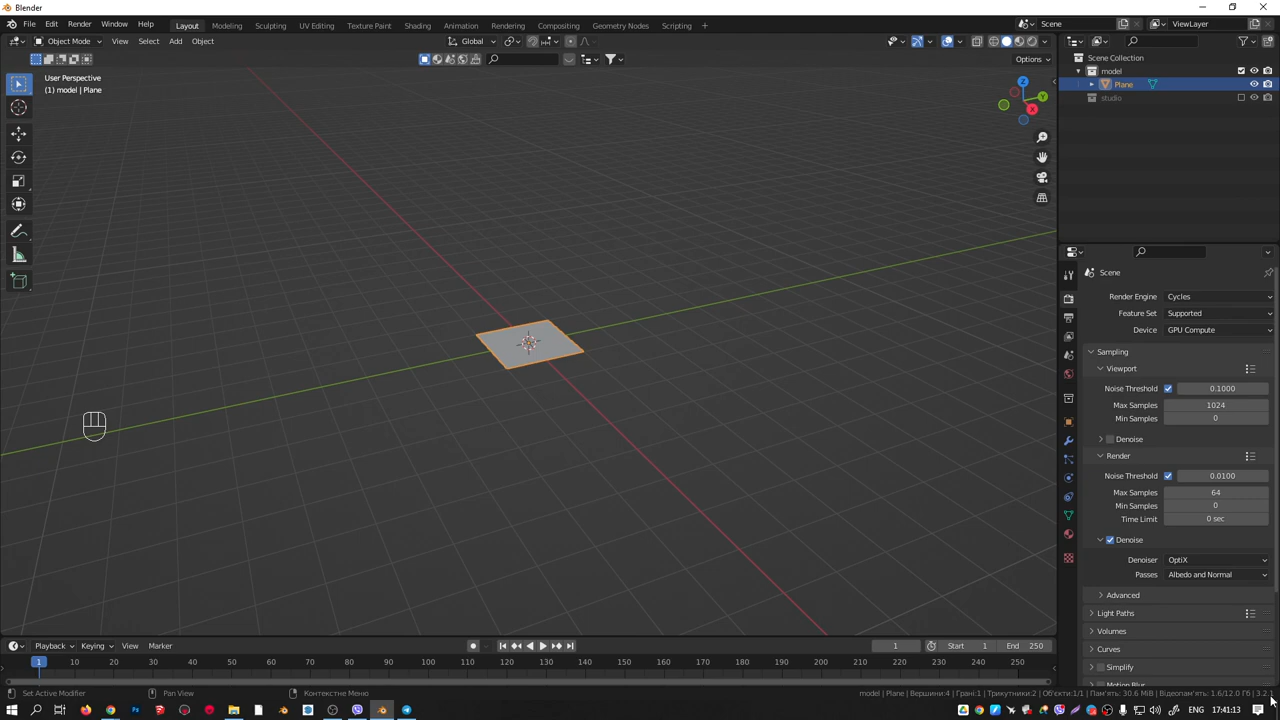 Blender
File Edit Render Window Help Layout Modeling Sculpting UV Editing Texture Paint Shading Animation Rendering Compositing Geometry Nodes Scripting + Scene ViewLayer
Object Mode View Select Add Object Global
Options
User Perspective
(1) model | Plane
Z
Y
X
Scene Collection
model
Plane
studio
Scene
Render Engine Cycles
Feature Set Supported
Device GPU Compute
Sampling
Viewport
Noise Threshold 0.1000
Max Samples 1024
Min Samples 0
Denoise
Render
Noise Threshold 0.0100
Max Samples 64
Min Samples 0
Time Limit 0 sec
Denoise
Denoiser OptiX
Passes Albedo and Normal
Advanced
Light Paths
Volumes
Curves
Simplify
Motion Blur
Playback Keying View Marker 1 Start 1 End 250
1 10 20 30 40 50 60 70 80 90 100 110 120 130 140 150 160 170 180 190 200 210 220 230 240 250
Set Active Modifier Pan View Контекстне Меню model | Plane | Вершини:4 | Грані:1 | Трикутники:2 | Об'єкти:1/1 | Пам'ять: 30.6 MiB | Відеопам'ять: 1.6/12.0 Гб | 3.2.1
ENG 17:41:13